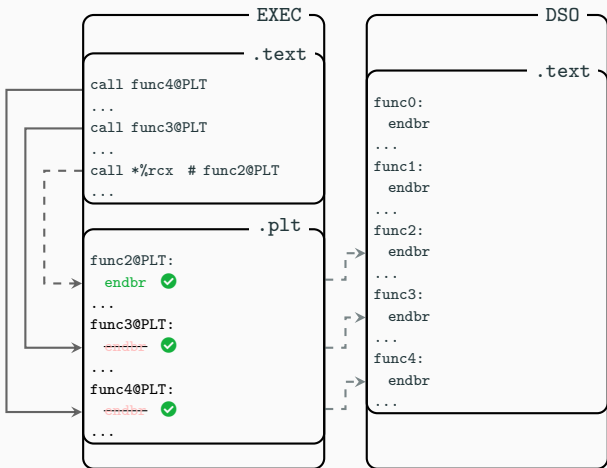 EXEC
.text
call func4@PLT
...
call func3@PLT
...
call *%rcx  # func2@PLT
...
.plt
func2@PLT:
endbr
...
func3@PLT:
endbr
...
func4@PLT:
endbr
...
DSO
.text
func0:
endbr
...
func1:
endbr
...
func2:
endbr
...
func3:
endbr
...
func4:
endbr
...